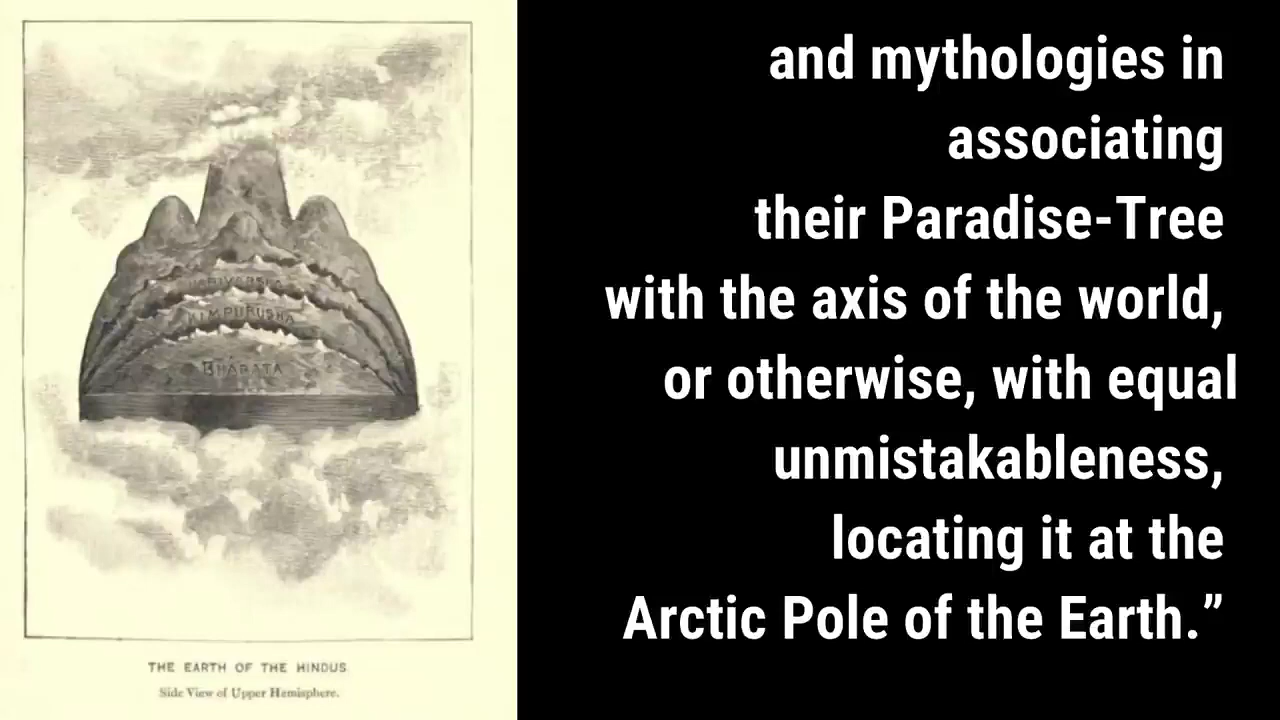 HARIVARSHA
KIMPURUSHA
BHARATA
THE EARTH OF THE HINDUS
Side View of Upper Hemisphere.
and mythologies in
associating
their Paradise-Tree
with the axis of the world,
or otherwise, with equal
unmistakableness,
locating it at the
Arctic Pole of the Earth.”